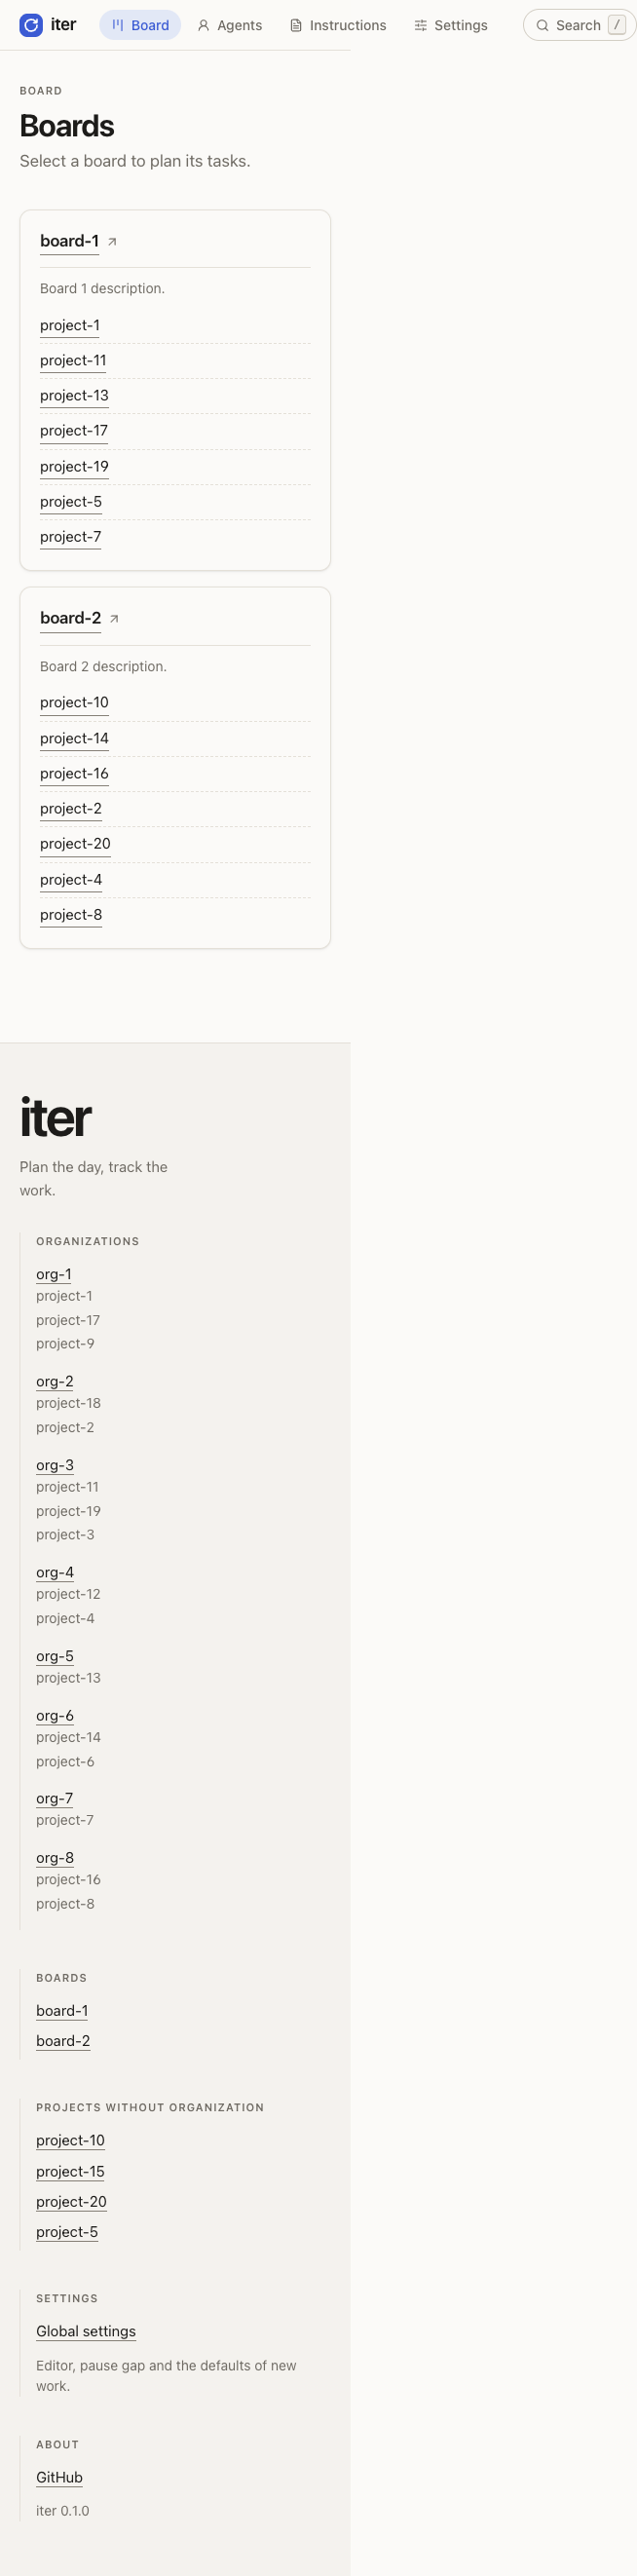 iter
Board
Agents
Instructions
Settings
Search /
BOARD
Boards
Select a board to plan its tasks.
board-1
Board 1 description.
project-1
project-11
project-13
project-17
project-19
project-5
project-7
board-2
Board 2 description.
project-10
project-14
project-16
project-2
project-20
project-4
project-8
iter
Plan the day, track the
work.
ORGANIZATIONS
org-1
project-1
project-17
project-9
org-2
project-18
project-2
org-3
project-11
project-19
project-3
org-4
project-12
project-4
org-5
project-13
org-6
project-14
project-6
org-7
project-7
org-8
project-16
project-8
BOARDS
board-1
board-2
PROJECTS WITHOUT ORGANIZATION
project-10
project-15
project-20
project-5
SETTINGS
Global settings
Editor, pause gap and the defaults of new
work.
ABOUT
GitHub
iter 0.1.0